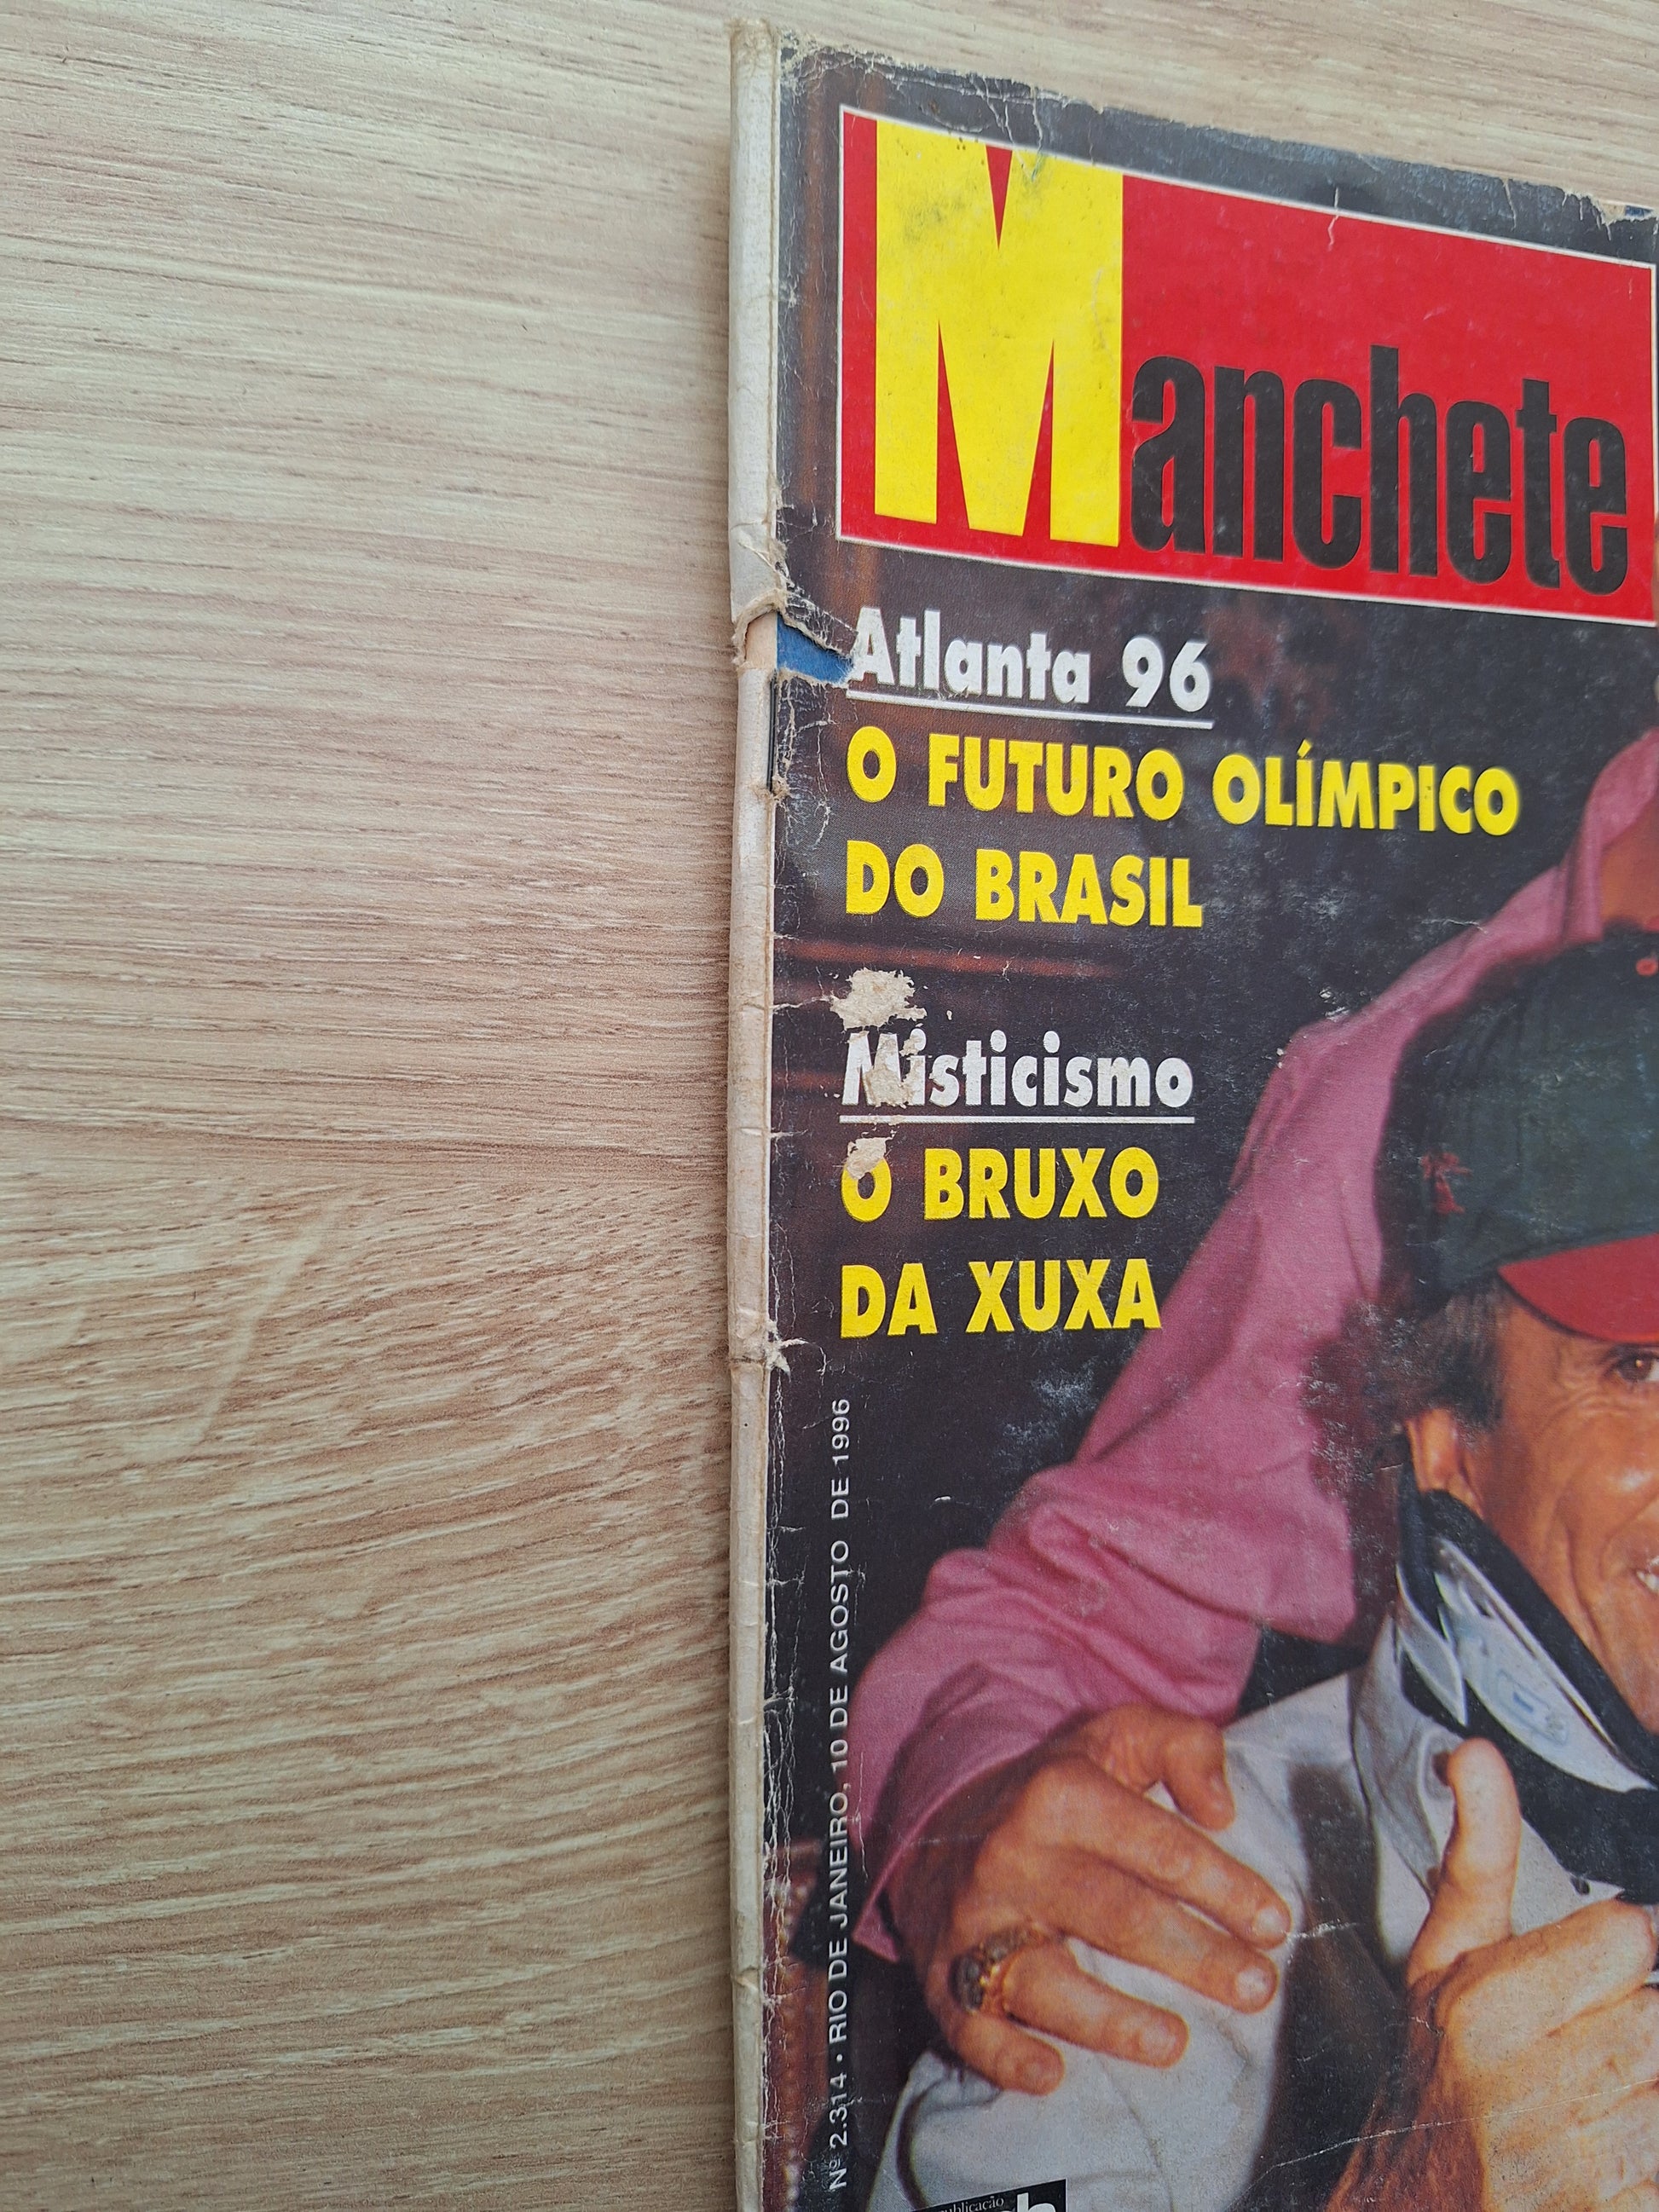 Manchete
Atlanta 96
O FUTURO OLÍMPICO
DO BRASIL
Misticismo
O BRUXO
DA XUXA
Nº 2.314 • RIO DE JANEIRO, 10 DE AGOSTO DE 1996
publicação